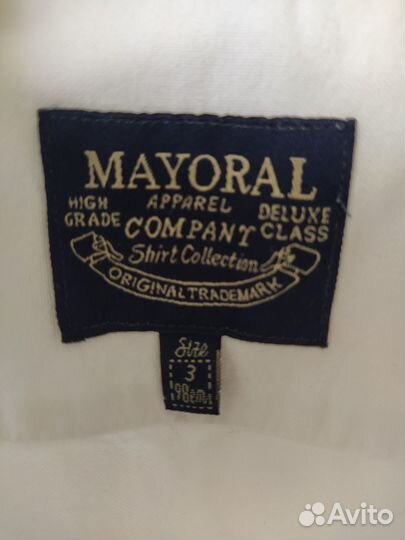 MAYORAL
APPAREL
HIGH GRADE
DELUXE CLASS
COMPANY
Shirt Collection
ORIGINAL TRADEMARK
Size
3
98cm
Avito